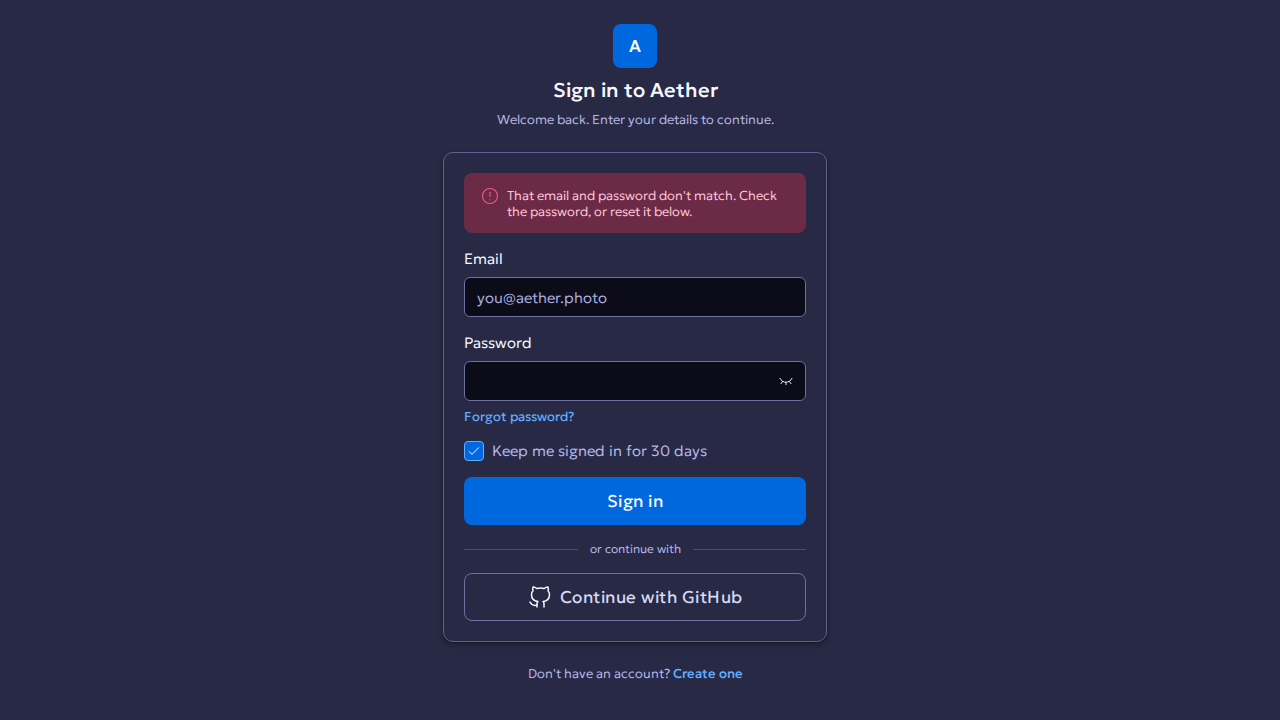 A
Sign in to Aether
Welcome back. Enter your details to continue.
That email and password don't match. Check
the password, or reset it below.
Email
you@aether.photo
Password
Forgot password?
Keep me signed in for 30 days
Sign in
or continue with
Continue with GitHub
Don't have an account? Create one